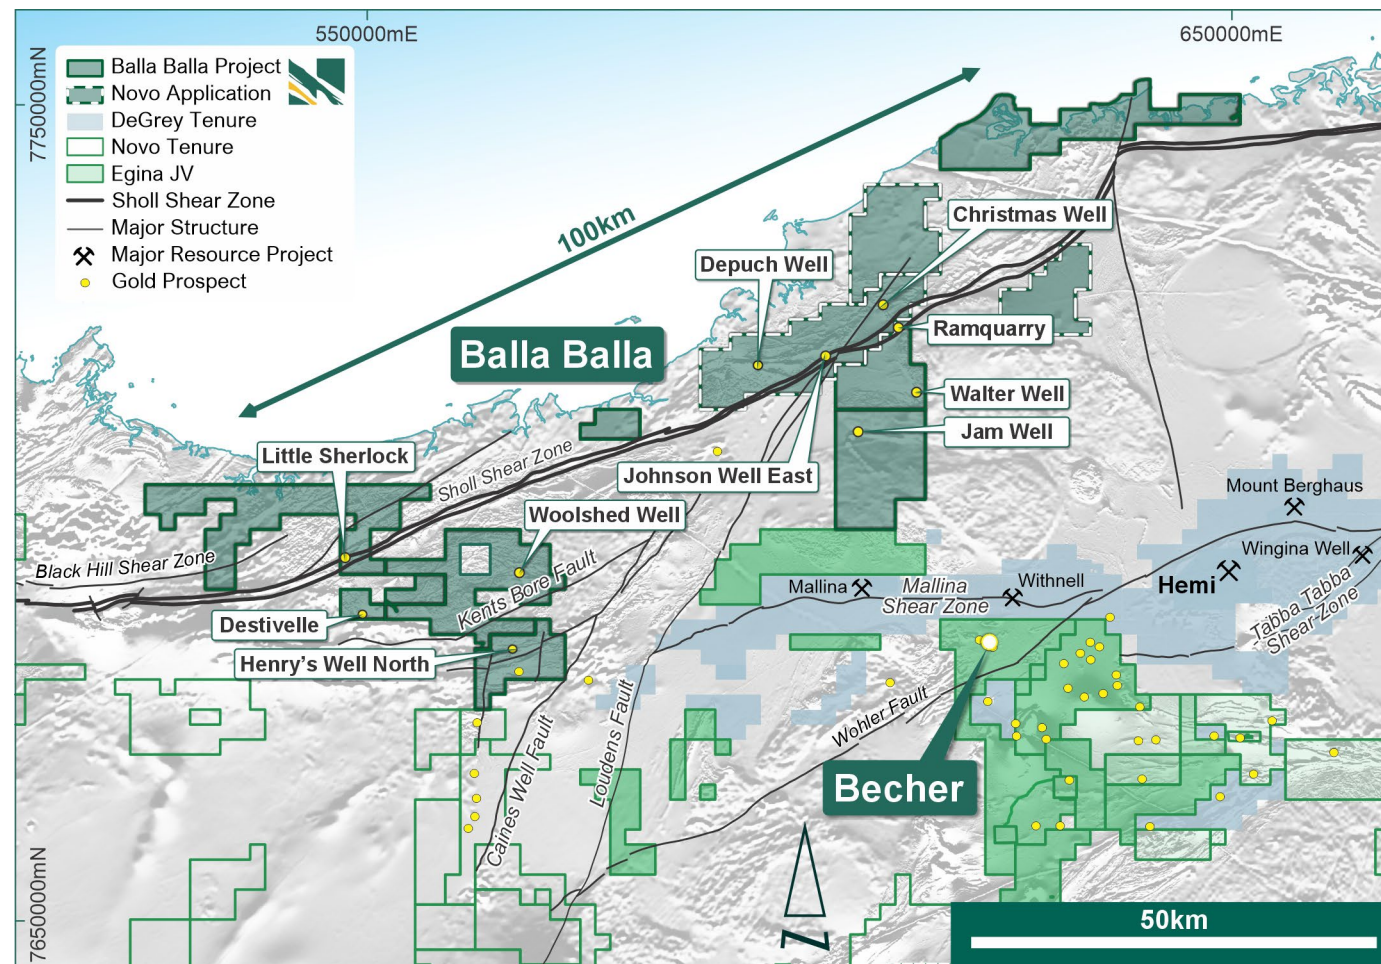 550000mE
650000mE
7750000mN
7650000mN
Balla Balla Project
Novo Application
DeGrey Tenure
Novo Tenure
Egina JV
Sholl Shear Zone
Major Structure
Major Resource Project
Gold Prospect
100km
Christmas Well
Depuch Well
Ramquarry
Balla Balla
Walter Well
Jam Well
Little Sherlock
Sholl Shear Zone
Johnson Well East
Mount Berghaus
Woolshed Well
Wingina Well
Black Hill Shear Zone
Kents Bore Fault
Mallina
Mallina
Shear Zone
Withnell
Hemi
Tabba Tabba
Shear Zone
Destivelle
Henry's Well North
Wohler Fault
Loudens Fault
Caines Well Fault
Becher
N
50km